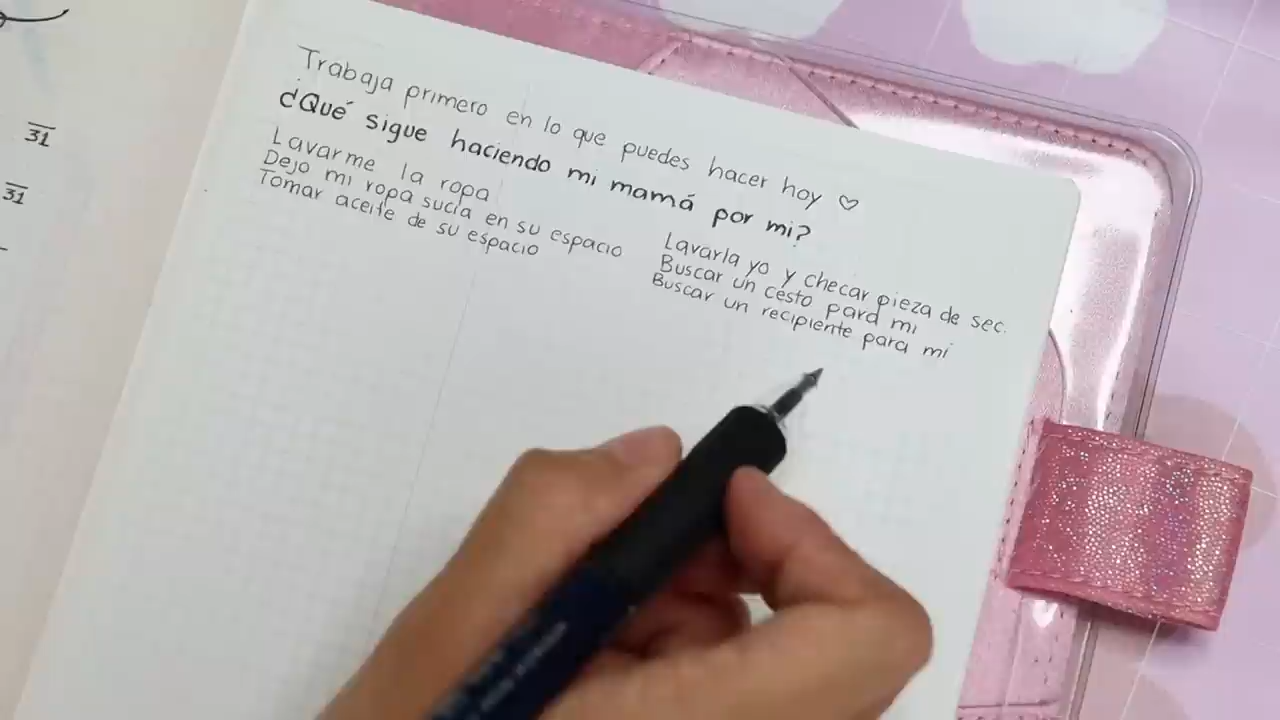 Trabaja primero en lo que puedes hacer hoy ♡
¿Qué sigue haciendo mi mamá por mi?
Lavarme la ropa
Dejo mi ropa sucia en su espacio
Tomar aceite de su espacio
Lavarla yo y checar pieza de sec.
Buscar un cesto para mi
Buscar un recipiente para mi
31
31